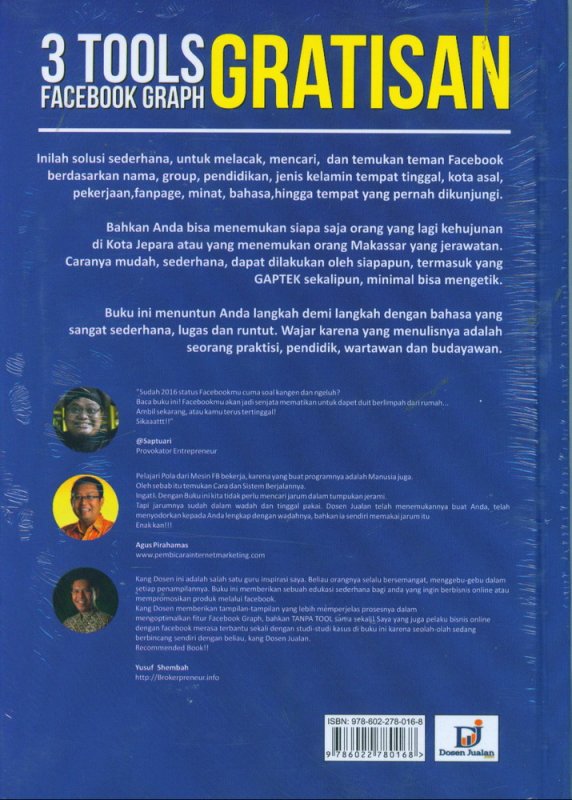 3 TOOLS
FACEBOOK GRAPH
GRATISAN
Inilah solusi sederhana, untuk melacak, mencari, dan temukan teman Facebook
berdasarkan nama, group, pendidikan, jenis kelamin tempat tinggal, kota asal,
pekerjaan,fanpage, minat, bahasa,hingga tempat yang pernah dikunjungi.
Bahkan Anda bisa menemukan siapa saja orang yang lagi kehujunan
di Kota Jepara atau yang menemukan orang Makassar yang jerawatan.
Caranya mudah, sederhana, dapat dilakukan oleh siapapun, termasuk yang
GAPTEK sekalipun, minimal bisa mengetik.
Buku ini menuntun Anda langkah demi langkah dengan bahasa yang
sangat sederhana, lugas dan runtut. Wajar karena yang menulisnya adalah
seorang praktisi, pendidik, wartawan dan budayawan.
"Sudah 2016 status Facebookmu cuma soal kangen dan ngeluh?
Baca buku ini! Facebookmu akan jadi senjata mematikan untuk dapet duit berlimpah dari rumah...
Ambil sekarang, atau kamu terus tertinggal!
Sikaaattt!!"
@Saptuari
Provokator Entrepreneur
Pelajari Pola dari Mesin FB bekerja, karena yang buat programnya adalah Manusia juga.
Oleh sebab itu temukan Cara dan Sistem Berjalannya.
Ingat!. Dengan Buku ini kita tidak perlu mencari jarum dalam tumpukan jerami.
Tapi jarumnya sudah dalam wadah dan tinggal pakai. Dosen Jualan telah menemukannya buat Anda, telah
menyodorkan kepada Anda lengkap dengan wadahnya, bahkan ia sendiri memakai jarum itu
Enak kan!!!
Agus Pirahamas
www.pembicarainternetmarketing.com
Kang Dosen ini adalah salah satu guru inspirasi saya. Beliau orangnya selalu bersemangat, menggebu-gebu dalam
setiap penampilannya. Buku ini memberikan sebuah edukasi sederhana bagi anda yang ingin berbisnis online atau
mempromosikan produk melalui facebook.
Kang Dosen memberikan tampilan-tampilan yang lebih memperjelas prosesnya dalam
mengoptimalkan fitur Facebook Graph, bahkan TANPA TOOL sama sekali) Saya yang juga pelaku bisnis online
dengan facebook merasa terbantu sekali dengan studi-studi kasus di buku ini karena seolah-olah sedang
berbincang sendiri dengan beliau, kang Dosen Jualan.
Recommended Book!!
Yusuf Shembah
http://Brokerpreneur.info
ISBN: 978-602-278-016-8
9 786022 780168 >
Dosen Jualan